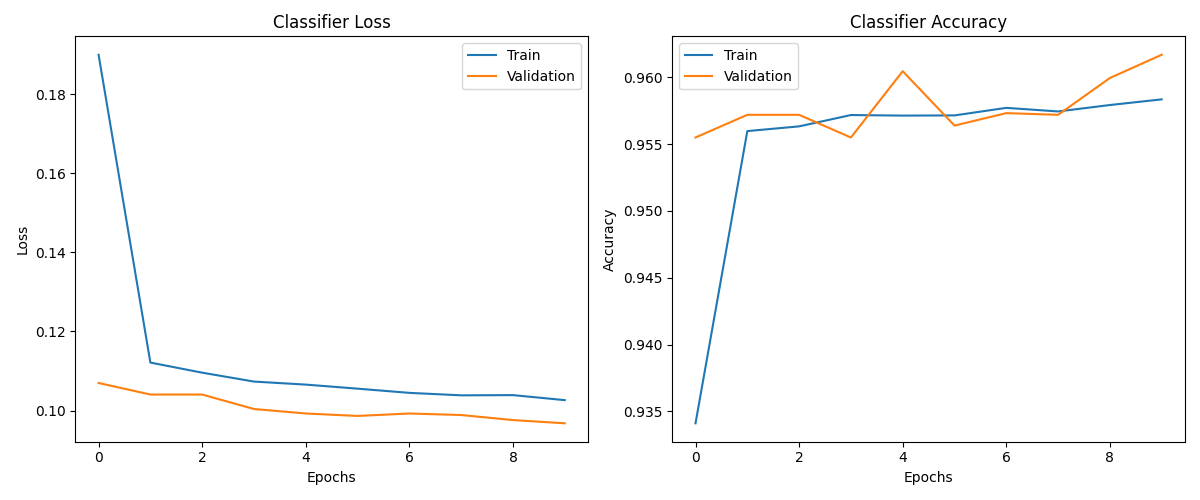 Classifier Loss
Train
Validation
0.18
0.16
0.14
0.12
0.10
Loss
0
2
4
6
8
Epochs
Classifier Accuracy
Train
Validation
0.960
0.955
0.950
0.945
0.940
0.935
Accuracy
0
2
4
6
8
Epochs